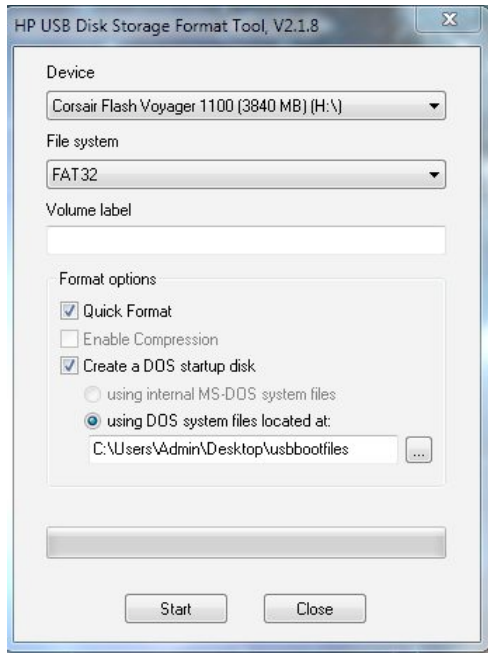 HP USB Disk Storage Format Tool, V2.1.8
Device
Corsair Flash Voyager 1100 (3840 MB) (H:\)
File system
FAT32
Volume label
Format options
Quick Format
Enable Compression
Create a DOS startup disk
using internal MS-DOS system files
using DOS system files located at:
C:\Users\Admin\Desktop\usbbootfiles
...
Start Close